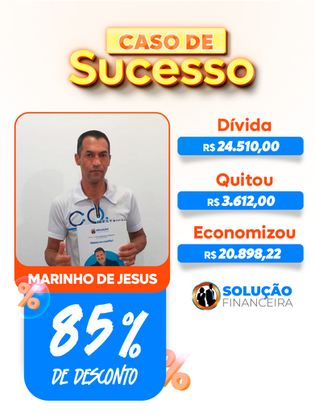 CASO DE
Sucesso
Dívida
R$ 24.510,00
Quitou
R$ 3.612,00
Economizou
R$ 20.898,22
MARINHO DE JESUS
SOLUÇÃO
FINANCEIRA
%
85%
DE DESCONTO
%